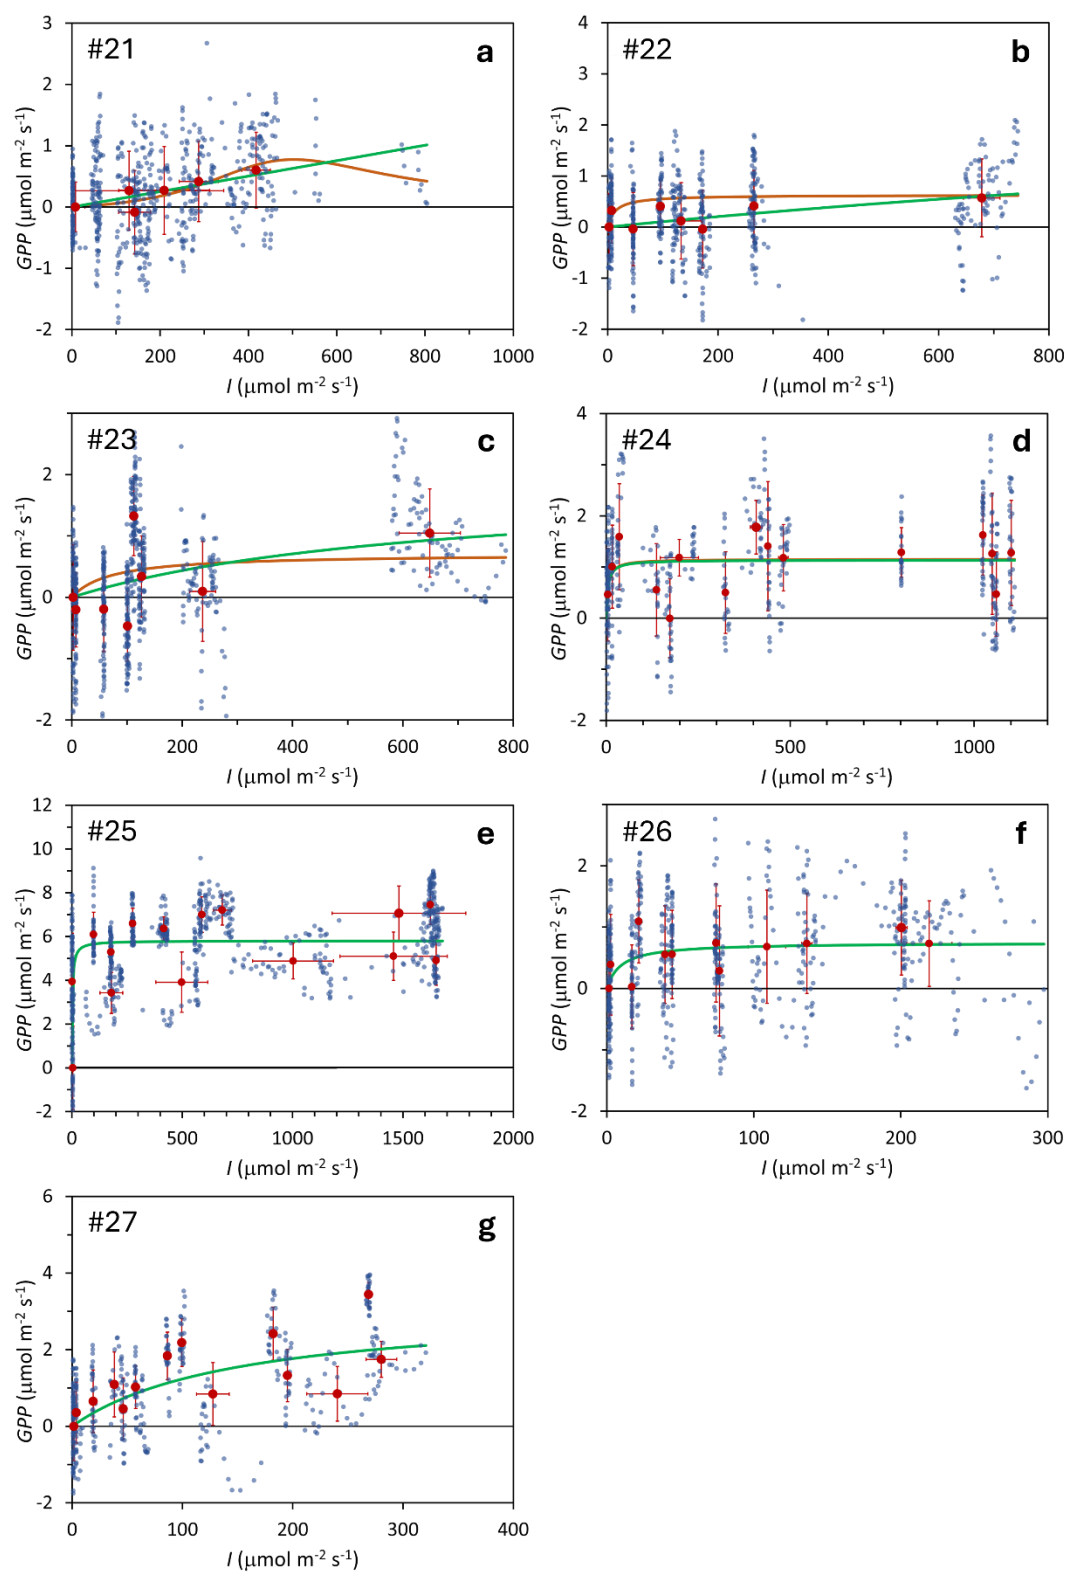 #21 a
3
2
1
0
-1
-2
GPP (μmol m⁻² s⁻¹)
0 200 400 600 800 1000
I (μmol m⁻² s⁻¹)
#22 b
4
3
2
1
0
-1
-2
GPP (μmol m⁻² s⁻¹)
0 200 400 600 800
I (μmol m⁻² s⁻¹)
#23 c
2
0
-2
GPP (μmol m⁻² s⁻¹)
0 200 400 600 800
I (μmol m⁻² s⁻¹)
#24 d
4
2
0
-2
GPP (μmol m⁻² s⁻¹)
0 500 1000
I (μmol m⁻² s⁻¹)
#25 e
12
10
8
6
4
2
0
-2
GPP (μmol m⁻² s⁻¹)
0 500 1000 1500 2000
I (μmol m⁻² s⁻¹)
#26 f
2
0
-2
GPP (μmol m⁻² s⁻¹)
0 100 200 300
I (μmol m⁻² s⁻¹)
#27 g
6
4
2
0
-2
GPP (μmol m⁻² s⁻¹)
0 100 200 300 400
I (μmol m⁻² s⁻¹)